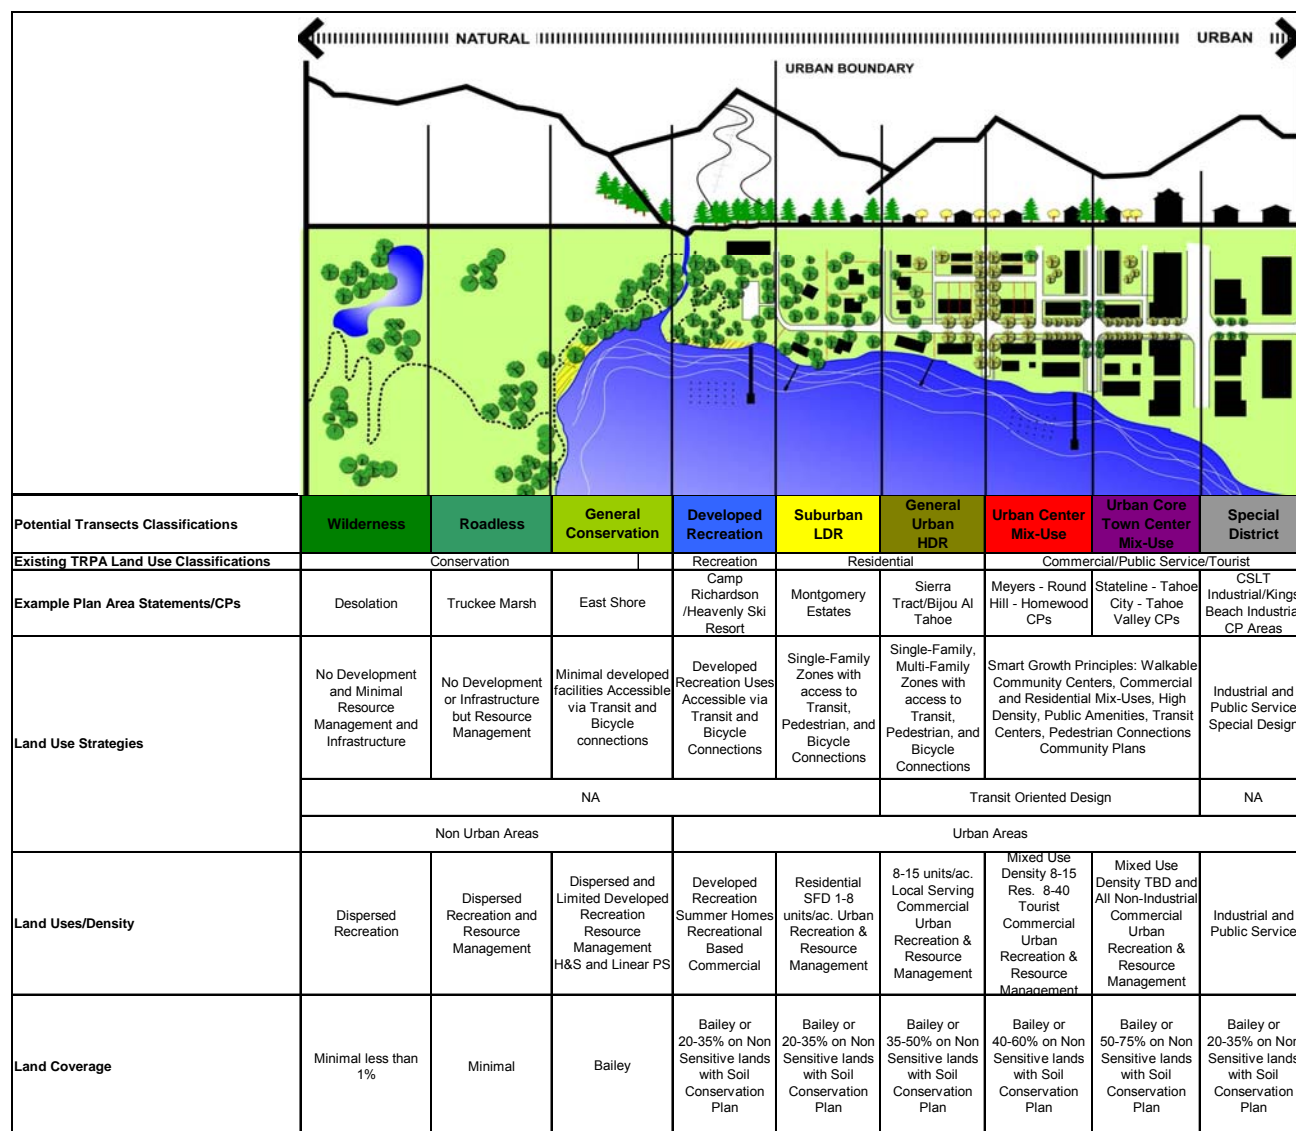 NATURAL
URBAN
URBAN BOUNDARY
Potential Transects Classifications
Wilderness
Roadless
General
Conservation
Developed
Recreation
Suburban
LDR
General
Urban
HDR
Urban Center
Mix-Use
Urban Core
Town Center
Mix-Use
Special
District
Existing TRPA Land Use Classifications
Conservation
Recreation
Residential
Commercial/Public Service/Tourist
Example Plan Area Statements/CPs
Desolation
Truckee Marsh
East Shore
Camp
Richardson
/Heavenly Ski
Resort
Montgomery
Estates
Sierra
Tract/Bijou Al
Tahoe
Meyers - Round
Hill - Homewood
CPs
Stateline - Tahoe
City - Tahoe
Valley CPs
CSLT
Industrial/Kings
Beach Industrial
CP Areas
Land Use Strategies
No Development
and Minimal
Resource
Management and
Infrastructure
No Development
or Infrastructure
but Resource
Management
Minimal developed
facilities Accessible
via Transit and
Bicycle
connections
Developed
Recreation Uses
Accessible via
Transit and
Bicycle
Connections
Single-Family
Zones with
access to
Transit,
Pedestrian, and
Bicycle
Connections
Single-Family,
Multi-Family
Zones with
access to
Transit,
Pedestrian, and
Bicycle
Connections
Smart Growth Principles: Walkable
Community Centers, Commercial
and Residential Mix-Uses, High
Density, Public Amenities, Transit
Centers, Pedestrian Connections
Community Plans
Industrial and
Public Service
Special Design
NA
Transit Oriented Design
NA
Non Urban Areas
Urban Areas
Land Uses/Density
Dispersed
Recreation
Dispersed
Recreation and
Resource
Management
Dispersed and
Limited Developed
Recreation
Resource
Management
H&S and Linear PS
Developed
Recreation
Summer Homes
Recreational
Based
Commercial
Residential
SFD 1-8
units/ac. Urban
Recreation &
Resource
Management
8-15 units/ac.
Local Serving
Commercial
Urban
Recreation &
Resource
Management
Mixed Use
Density 8-15
Res. 8-40
Tourist
Commercial
Urban
Recreation &
Resource
Management
Mixed Use
Density TBD and
All Non-Industrial
Commercial
Urban
Recreation &
Resource
Management
Industrial and
Public Service
Land Coverage
Minimal less than
1%
Minimal
Bailey
Bailey or
20-35% on Non
Sensitive lands
with Soil
Conservation
Plan
Bailey or
20-35% on Non
Sensitive lands
with Soil
Conservation
Plan
Bailey or
35-50% on Non
Sensitive lands
with Soil
Conservation
Plan
Bailey or
40-60% on Non
Sensitive lands
with Soil
Conservation
Plan
Bailey or
50-75% on Non
Sensitive lands
with Soil
Conservation
Plan
Bailey or
20-35% on Non
Sensitive lands
with Soil
Conservation
Plan